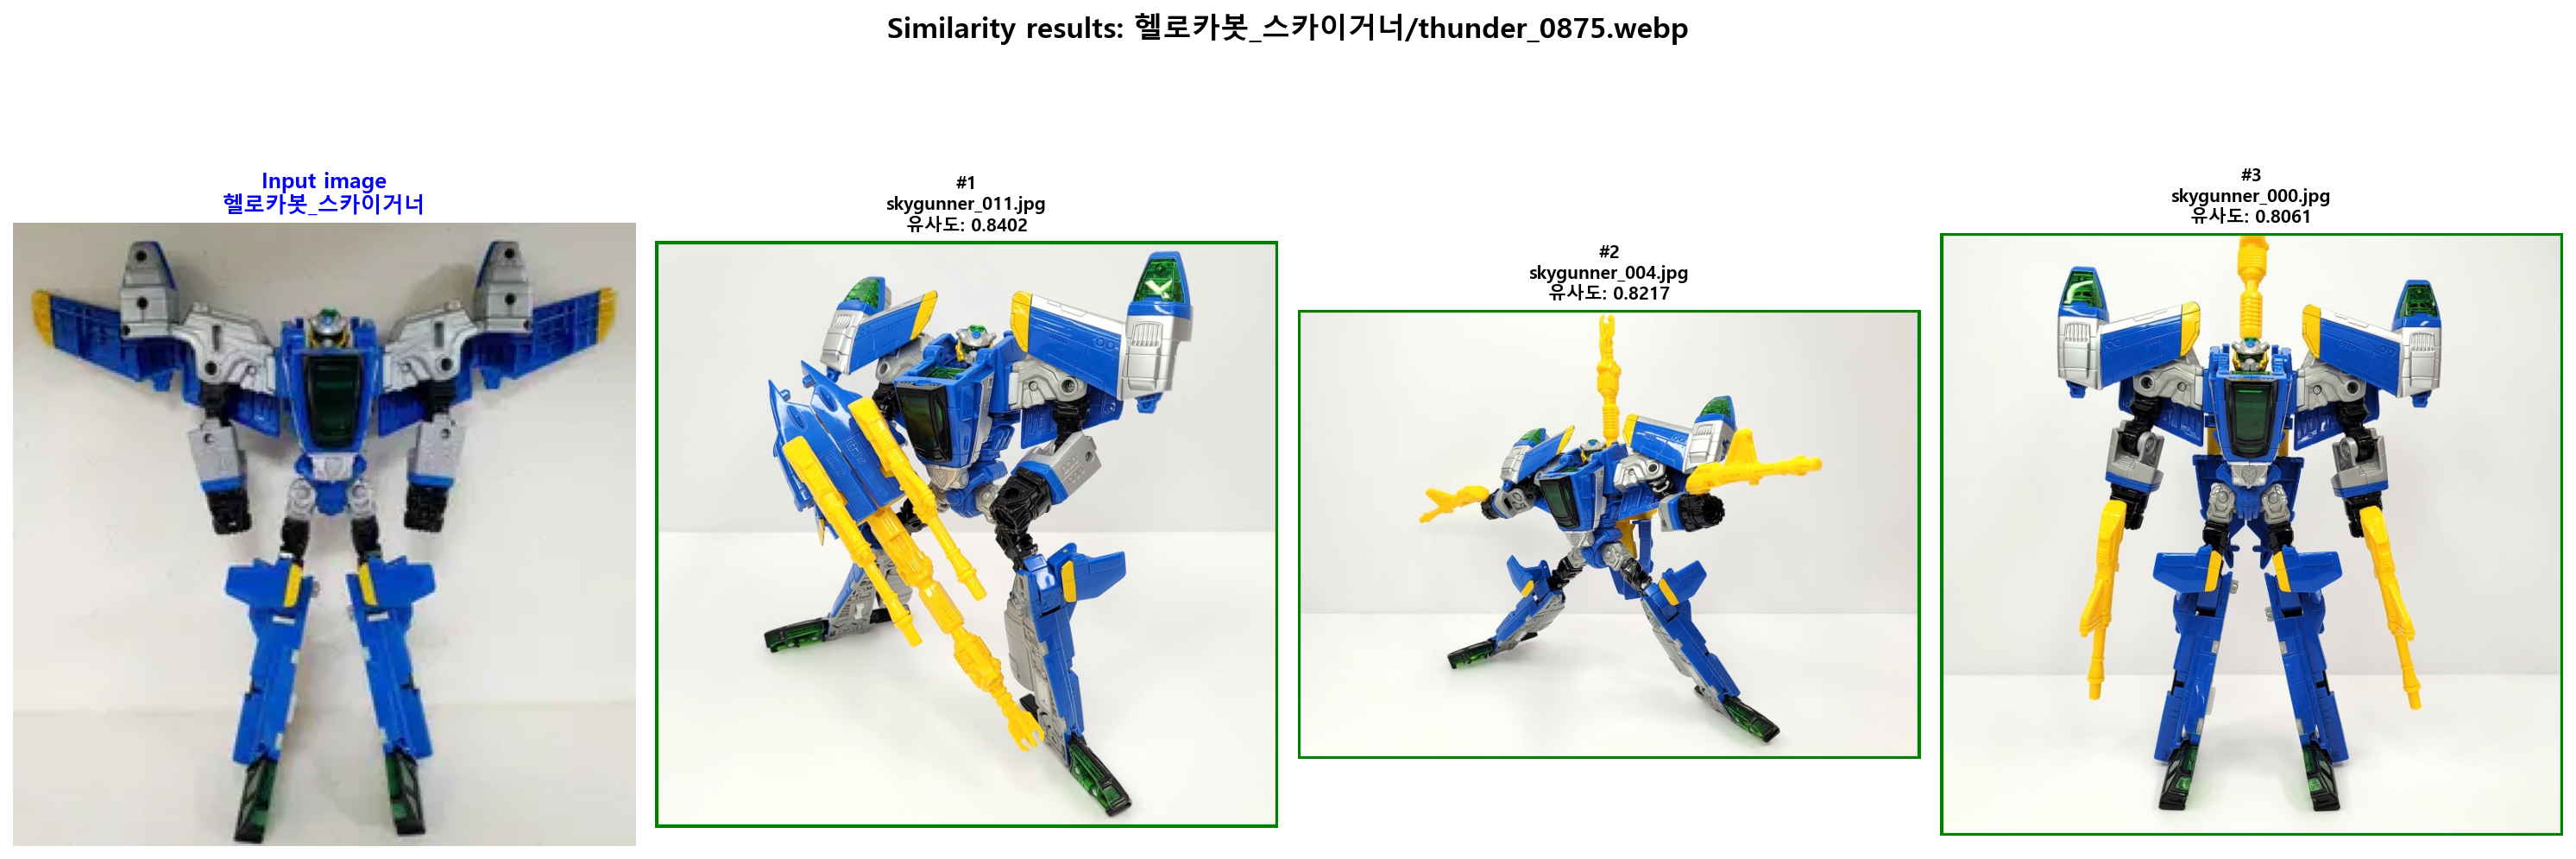 Similarity results: 헬로카봇_스카이거너/thunder_0875.webp
Input image
헬로카봇_스카이거너
#1
skygunner_011.jpg
유사도: 0.8402
#2
skygunner_004.jpg
유사도: 0.8217
#3
skygunner_000.jpg
유사도: 0.8061